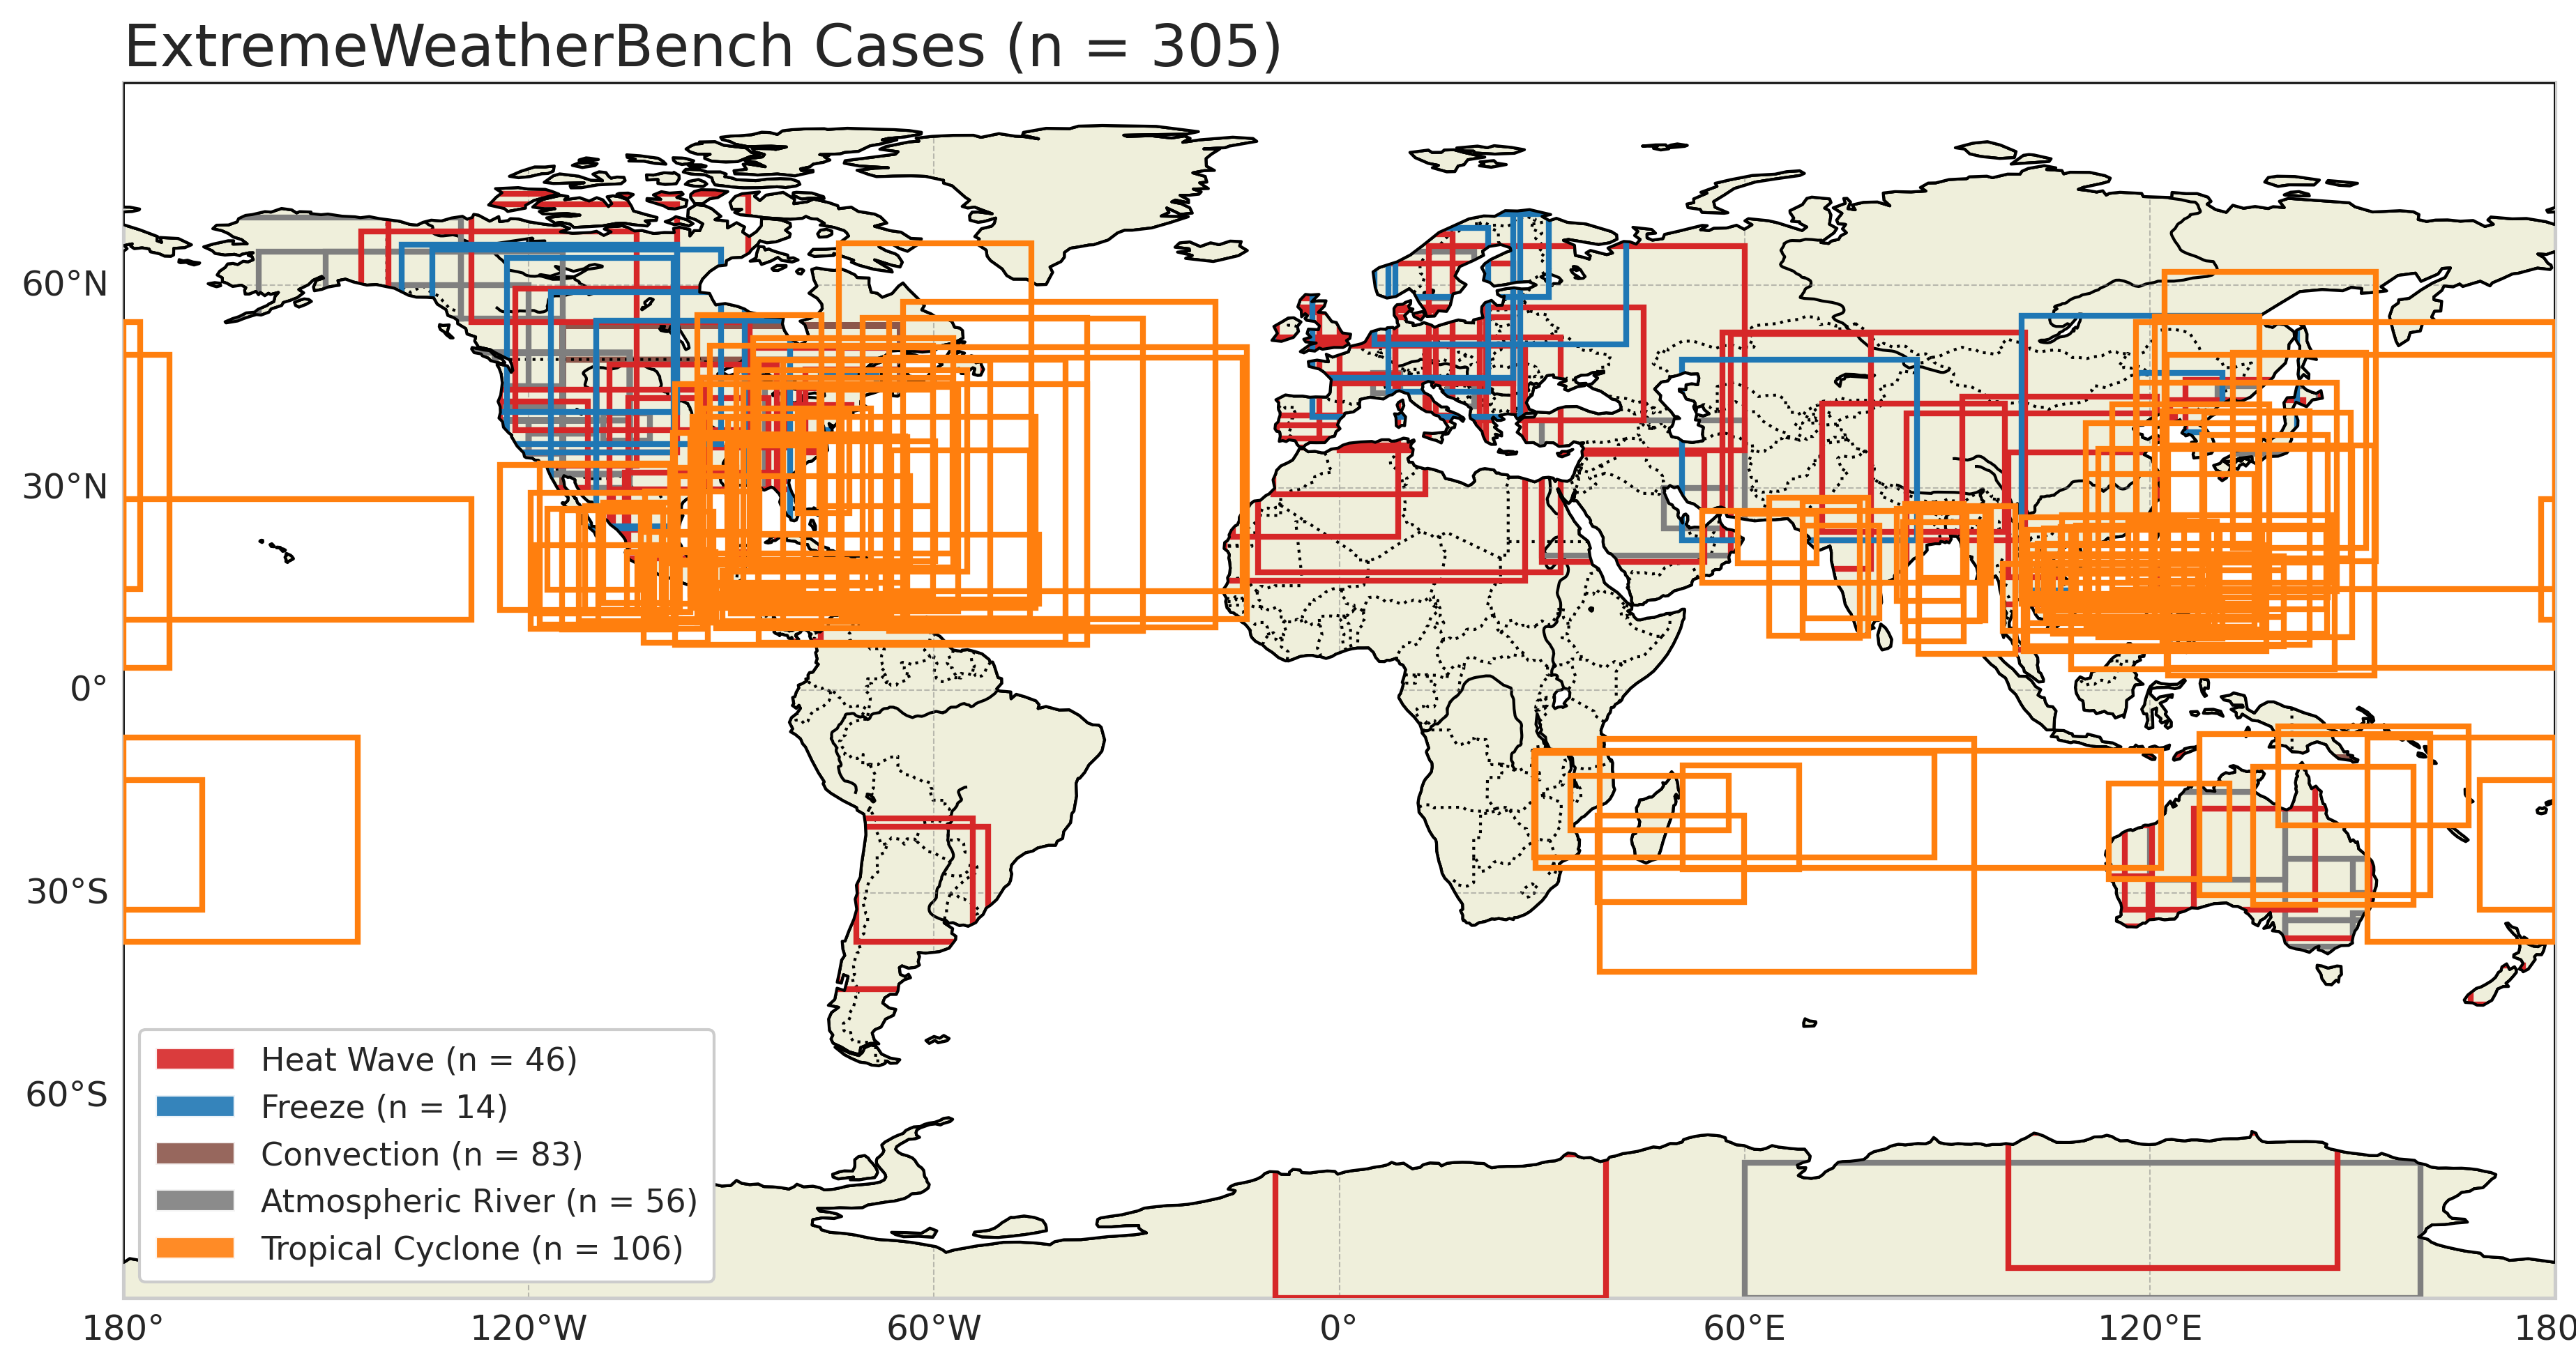 ExtremeWeatherBench Cases (n = 305)
60°N
30°N
0°
30°S
60°S
Heat Wave (n = 46)
Freeze (n = 14)
Convection (n = 83)
Atmospheric River (n = 56)
Tropical Cyclone (n = 106)
180° 120°W 60°W 0° 60°E 120°E 180